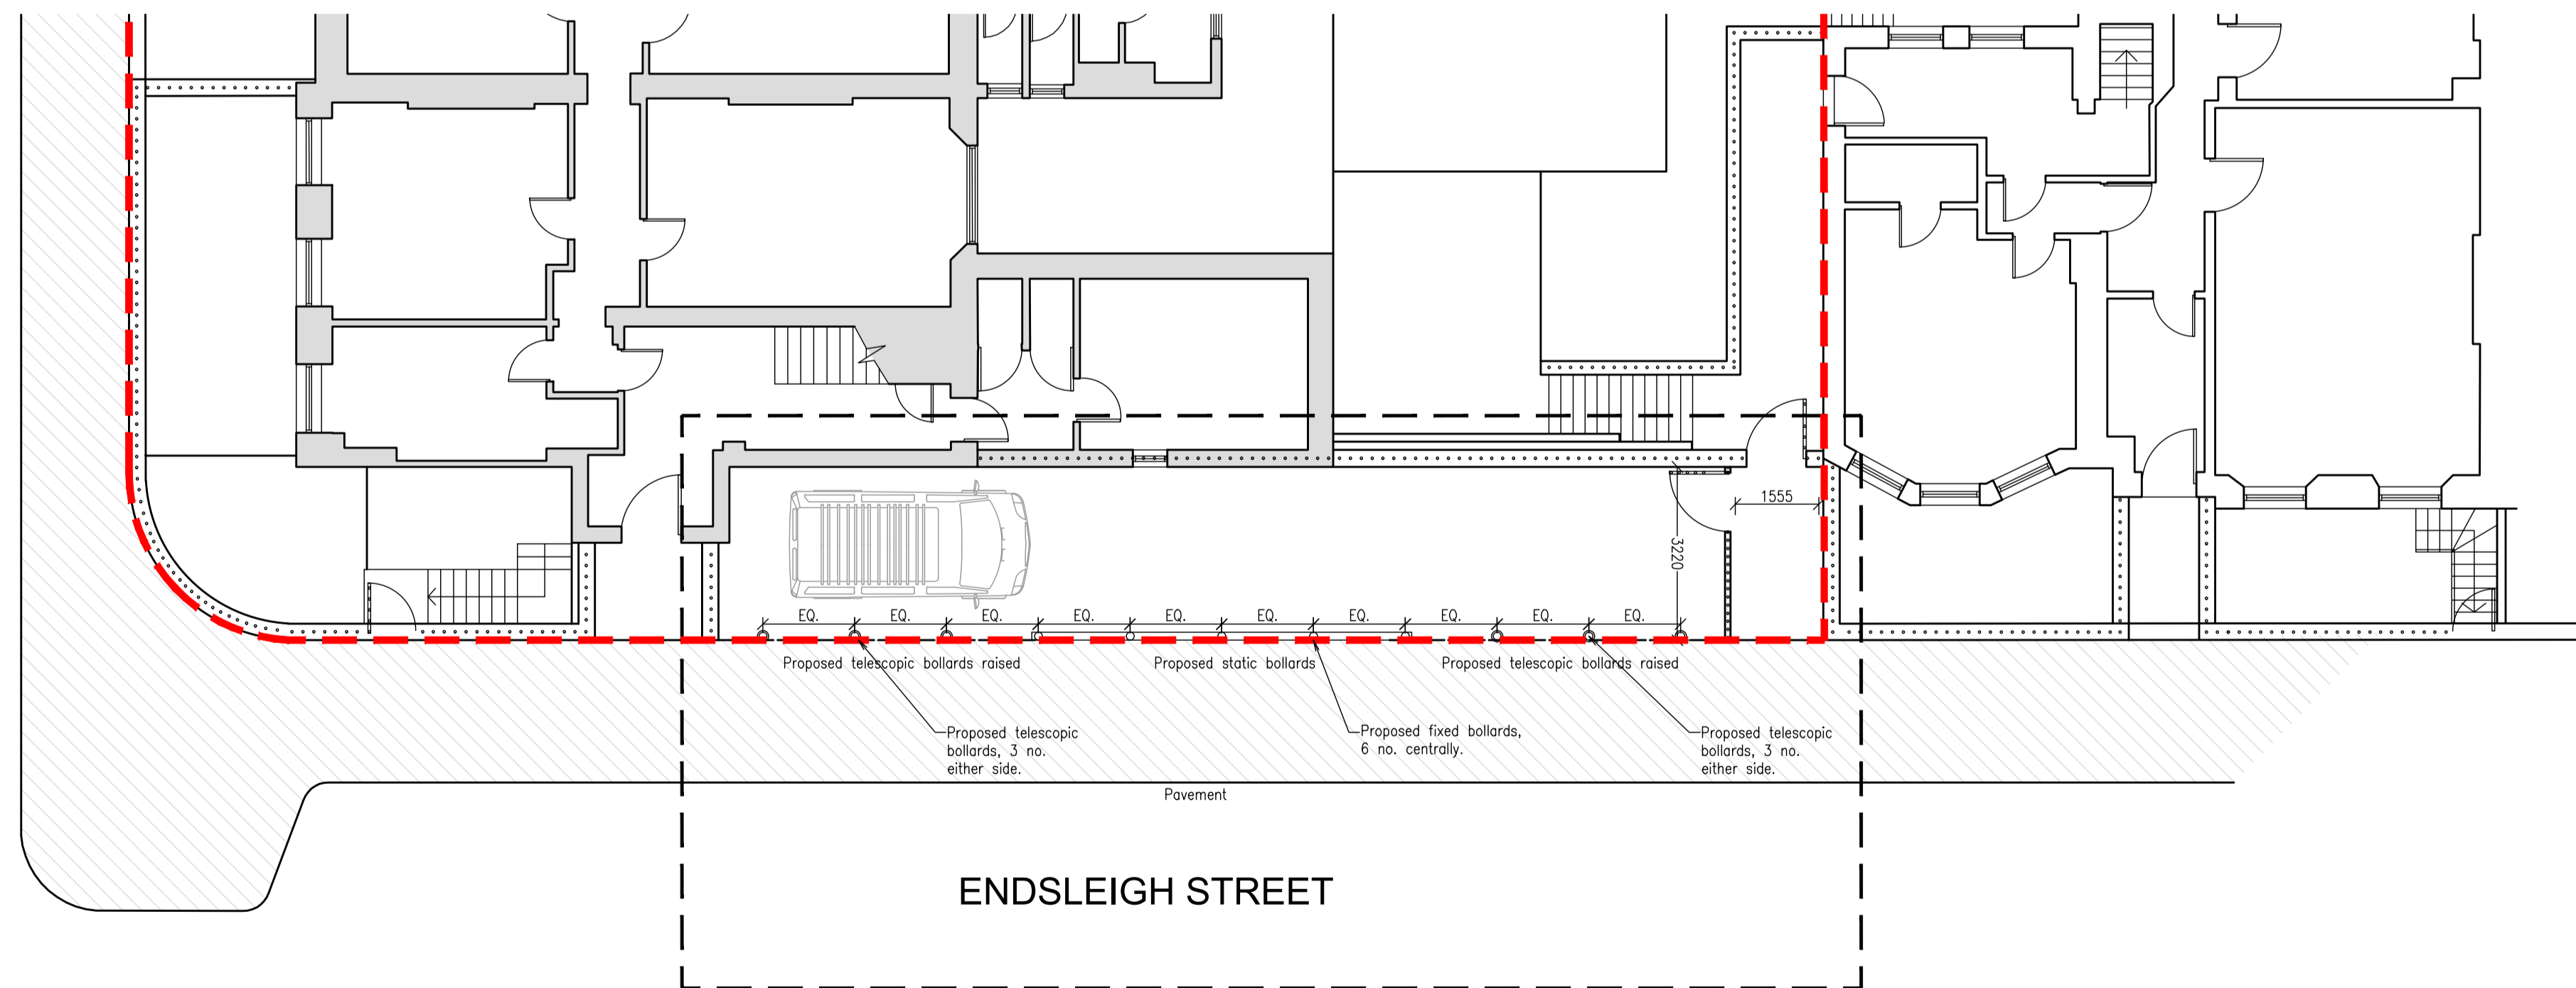 1555
3220
EQ. EQ. EQ. EQ. EQ. EQ. EQ. EQ. EQ. EQ.
Proposed telescopic bollards raised
Proposed static bollards
Proposed telescopic bollards raised
Proposed telescopic
bollards, 3 no.
either side.
Proposed fixed bollards,
6 no. centrally.
Proposed telescopic
bollards, 3 no.
either side.
Pavement
ENDSLEIGH STREET